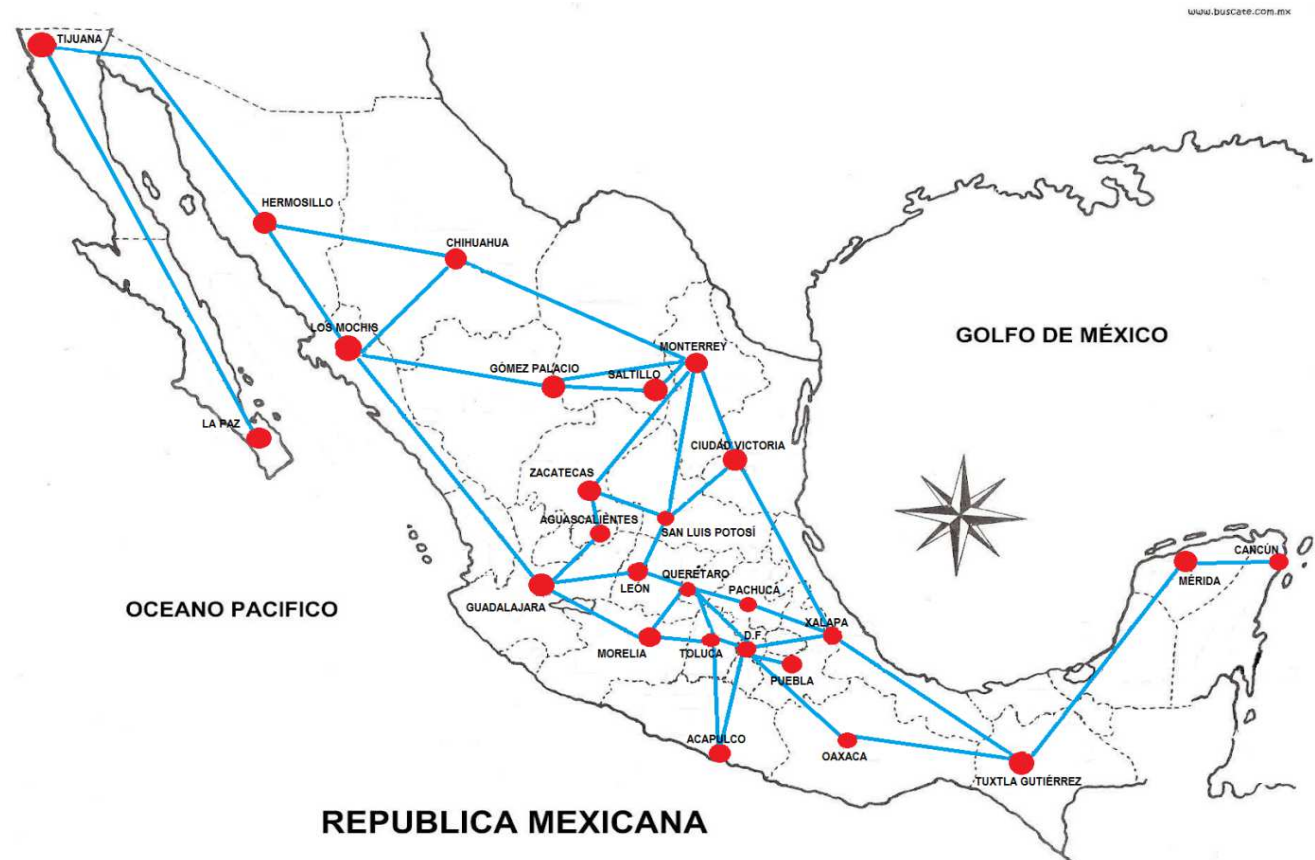 www.buscate.com.mx
TIJUANA
HERMOSILLO
CHIHUAHUA
LOS MOCHIS
GOLFO DE MÉXICO
MONTERREY
GÓMEZ PALACIO
SALTILLO
LA PAZ
CIUDAD VICTORIA
ZACATECAS
AGUASCALIENTES
SAN LUIS POTOSÍ
CANCÚN
MÉRIDA
QUERÉTARO
LEÓN
PACHUCA
GUADALAJARA
OCEANO PACIFICO
XALAPA
D.F.
MORELIA
TOLUCA
PUEBLA
ACAPULCO
OAXACA
TUXTLA GUTIÉRREZ
REPUBLICA MEXICANA